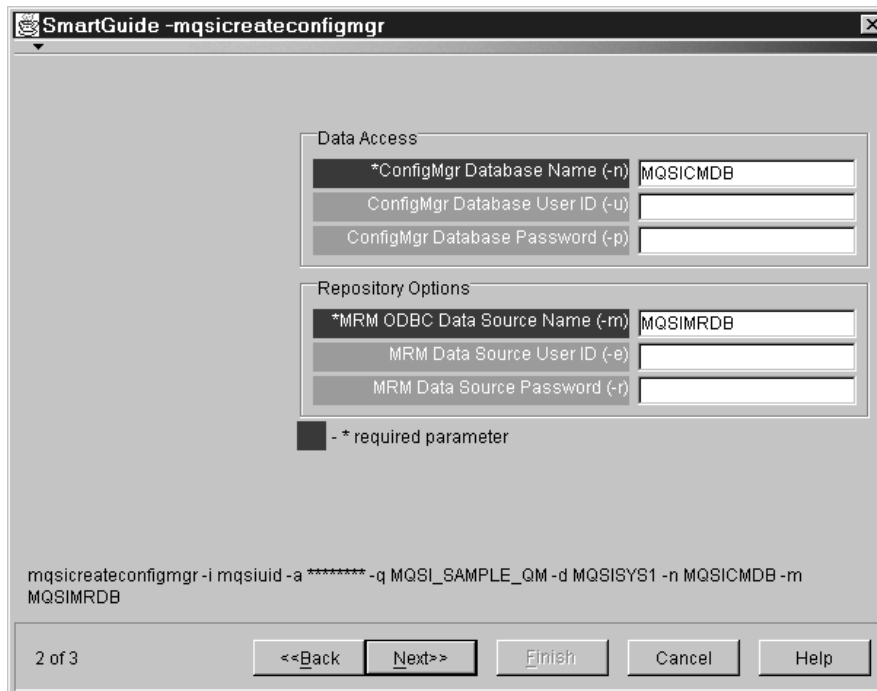 SmartGuide -mqsicreateconfigmgr
Data Access
*ConfigMgr Database Name (-n) MQSICMDB
ConfigMgr Database User ID (-u)
ConfigMgr Database Password (-p)
Repository Options
*MRM ODBC Data Source Name (-m) MQSIMRDB
MRM Data Source User ID (-e)
MRM Data Source Password (-r)
- * required parameter
mqsicreateconfigmgr -i mqsiuid -a ******** -q MQSI_SAMPLE_QM -d MQSISYS1 -n MQSICMDB -m
MQSIMRDB
2 of 3 <<Back Next>> Finish Cancel Help